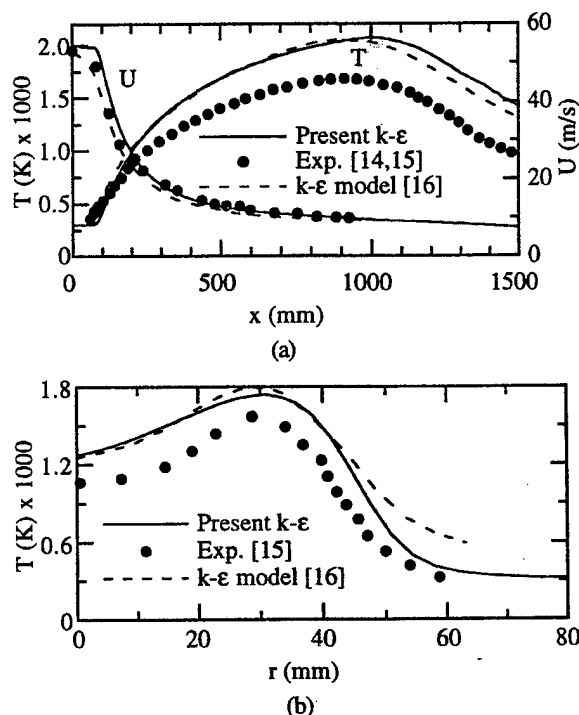 2.0
1.5
1.0
0.5
0
T (K) x 1000
60
40
20
0
U (m/s)
U
T
Present k-ε
Exp. [14,15]
k-ε model [16]
0
500
1000
1500
x (mm)
(a)
1.8
1.2
0.6
0
T (K) x 1000
Present k-ε
Exp. [15]
k-ε model [16]
0
20
40
60
80
r (mm)
(b)